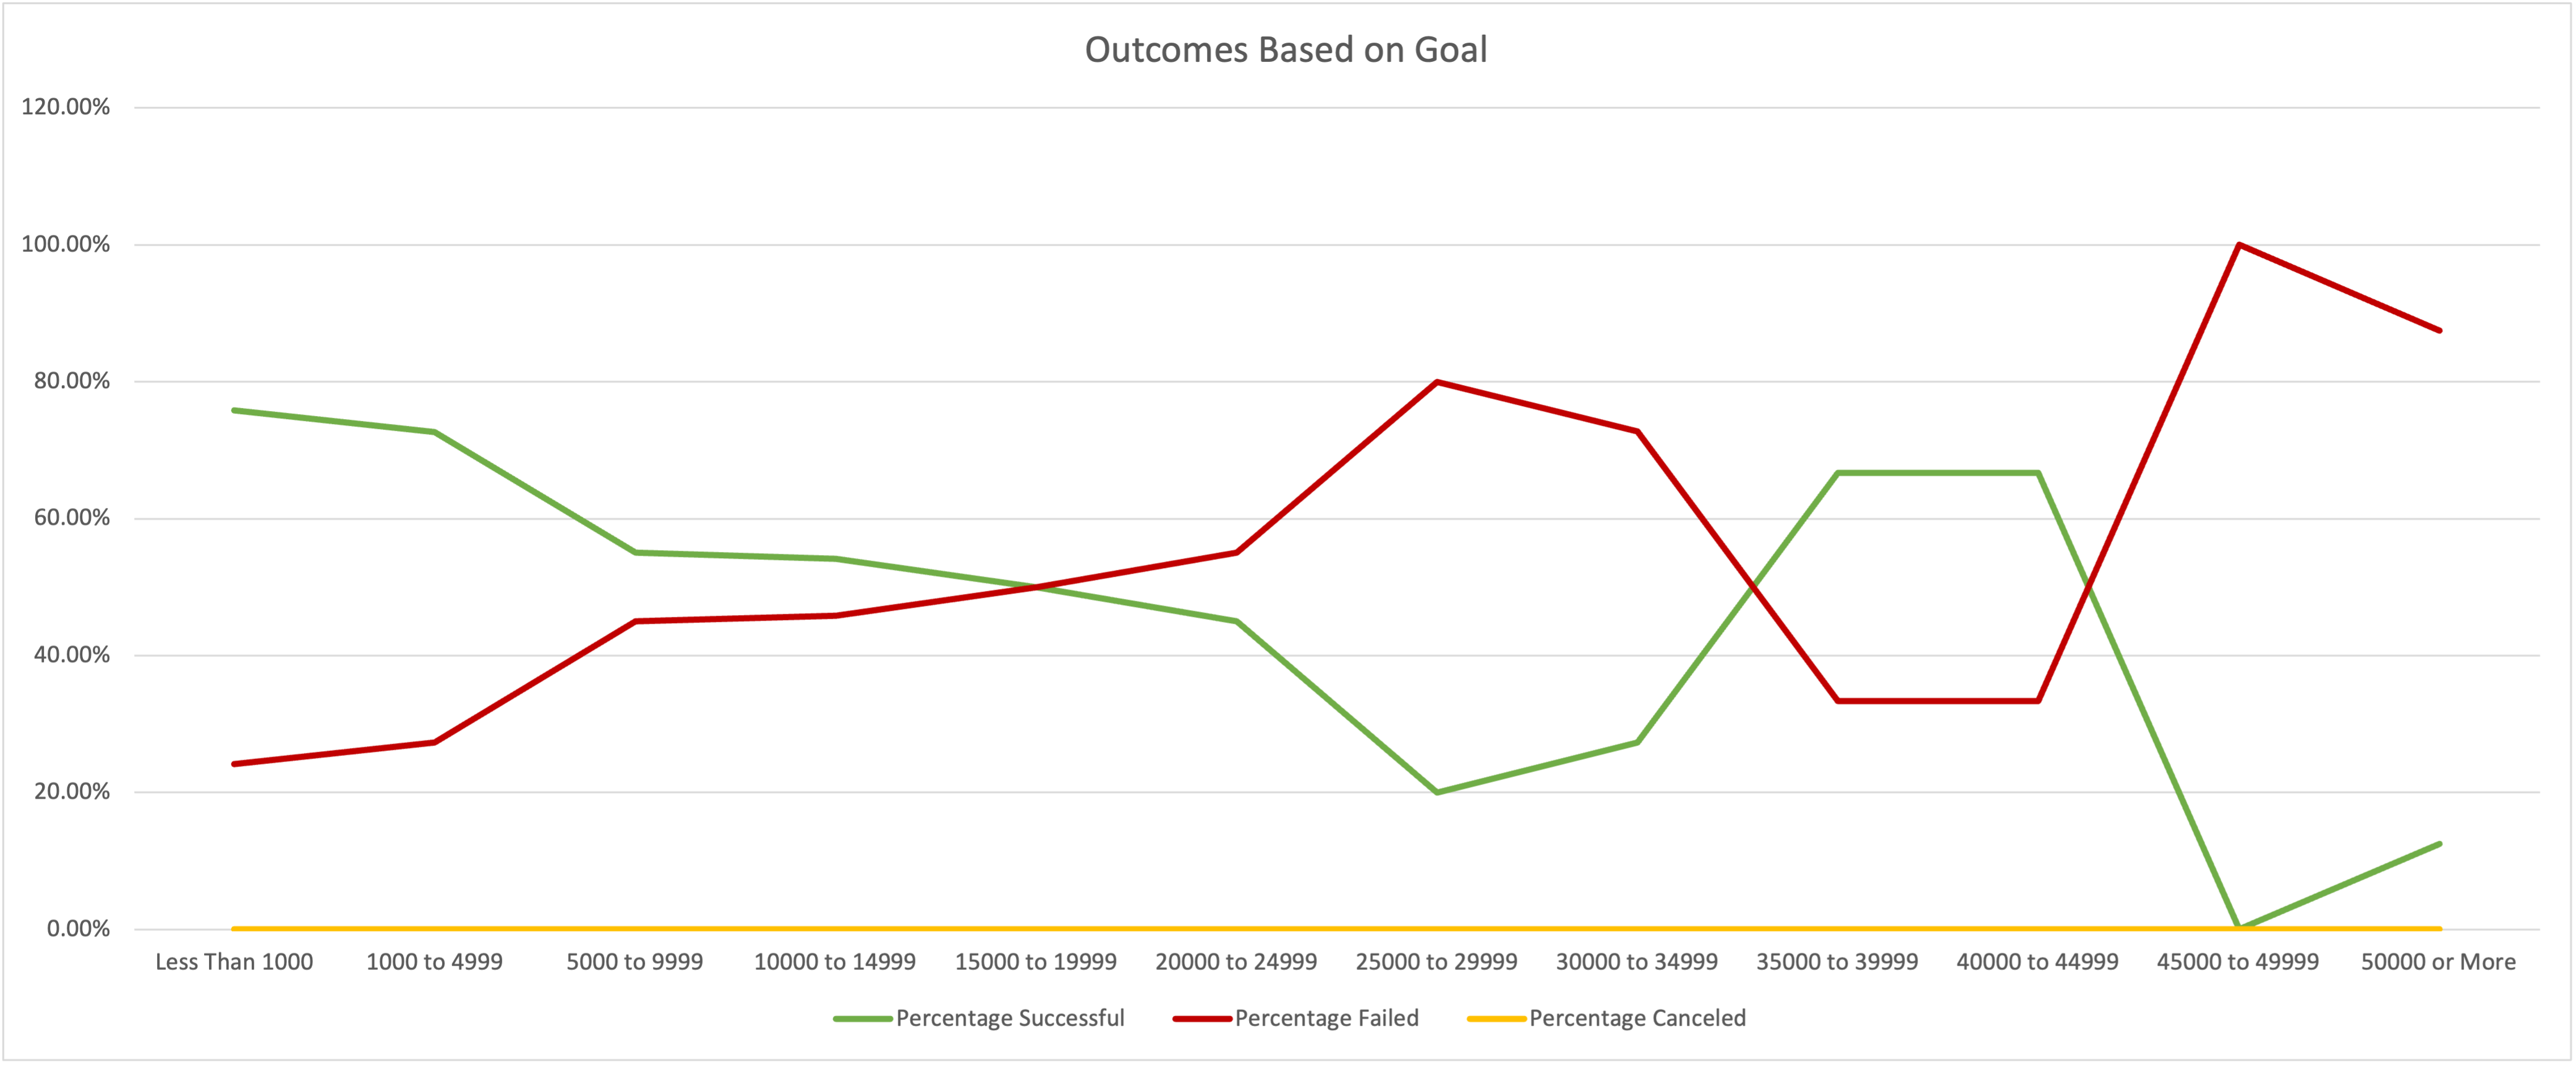 Outcomes Based on Goal
120.00%
100.00%
80.00%
60.00%
40.00%
20.00%
0.00%
Less Than 1000 1000 to 4999 5000 to 9999 10000 to 14999 15000 to 19999 20000 to 24999 25000 to 29999 30000 to 34999 35000 to 39999 40000 to 44999 45000 to 49999 50000 or More
Percentage Successful Percentage Failed Percentage Canceled